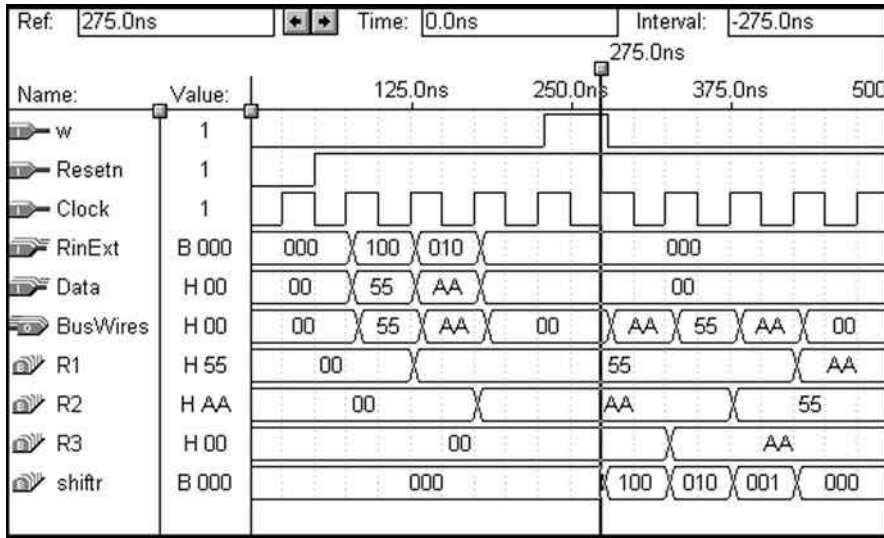 Ref: 275.0ns Time: 0.0ns Interval: -275.0ns
275.0ns
Name: Value: 125.0ns 250.0ns 375.0ns 500
w 1
Resetn 1
Clock 1
RinExt B 000 000 100 010 000
Data H 00 00 55 AA 00
BusWires H 00 00 55 AA 00 AA 55 AA 00
R1 H 55 00 55 AA
R2 H AA 00 AA 55
R3 H 00 00 AA
shiftr B 000 000 100 010 001 000